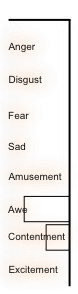 Anger
Disgust
Fear
Sad
Amusement
Awe
Contentment
Excitement